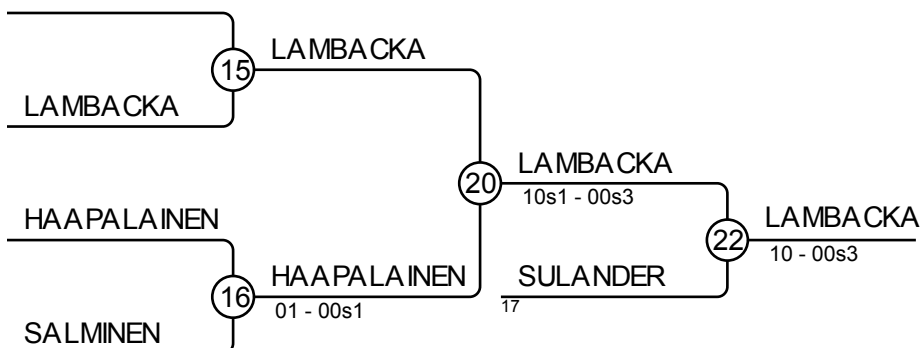 LAMBACKA
15
LAMBACKA
LAMBACKA
20
10s1 - 00s3
HAAPALAINEN
LAMBACKA
22
10 - 00s3
HAAPALAINEN
16
01 - 00s1
SULANDER
17
SALMINEN